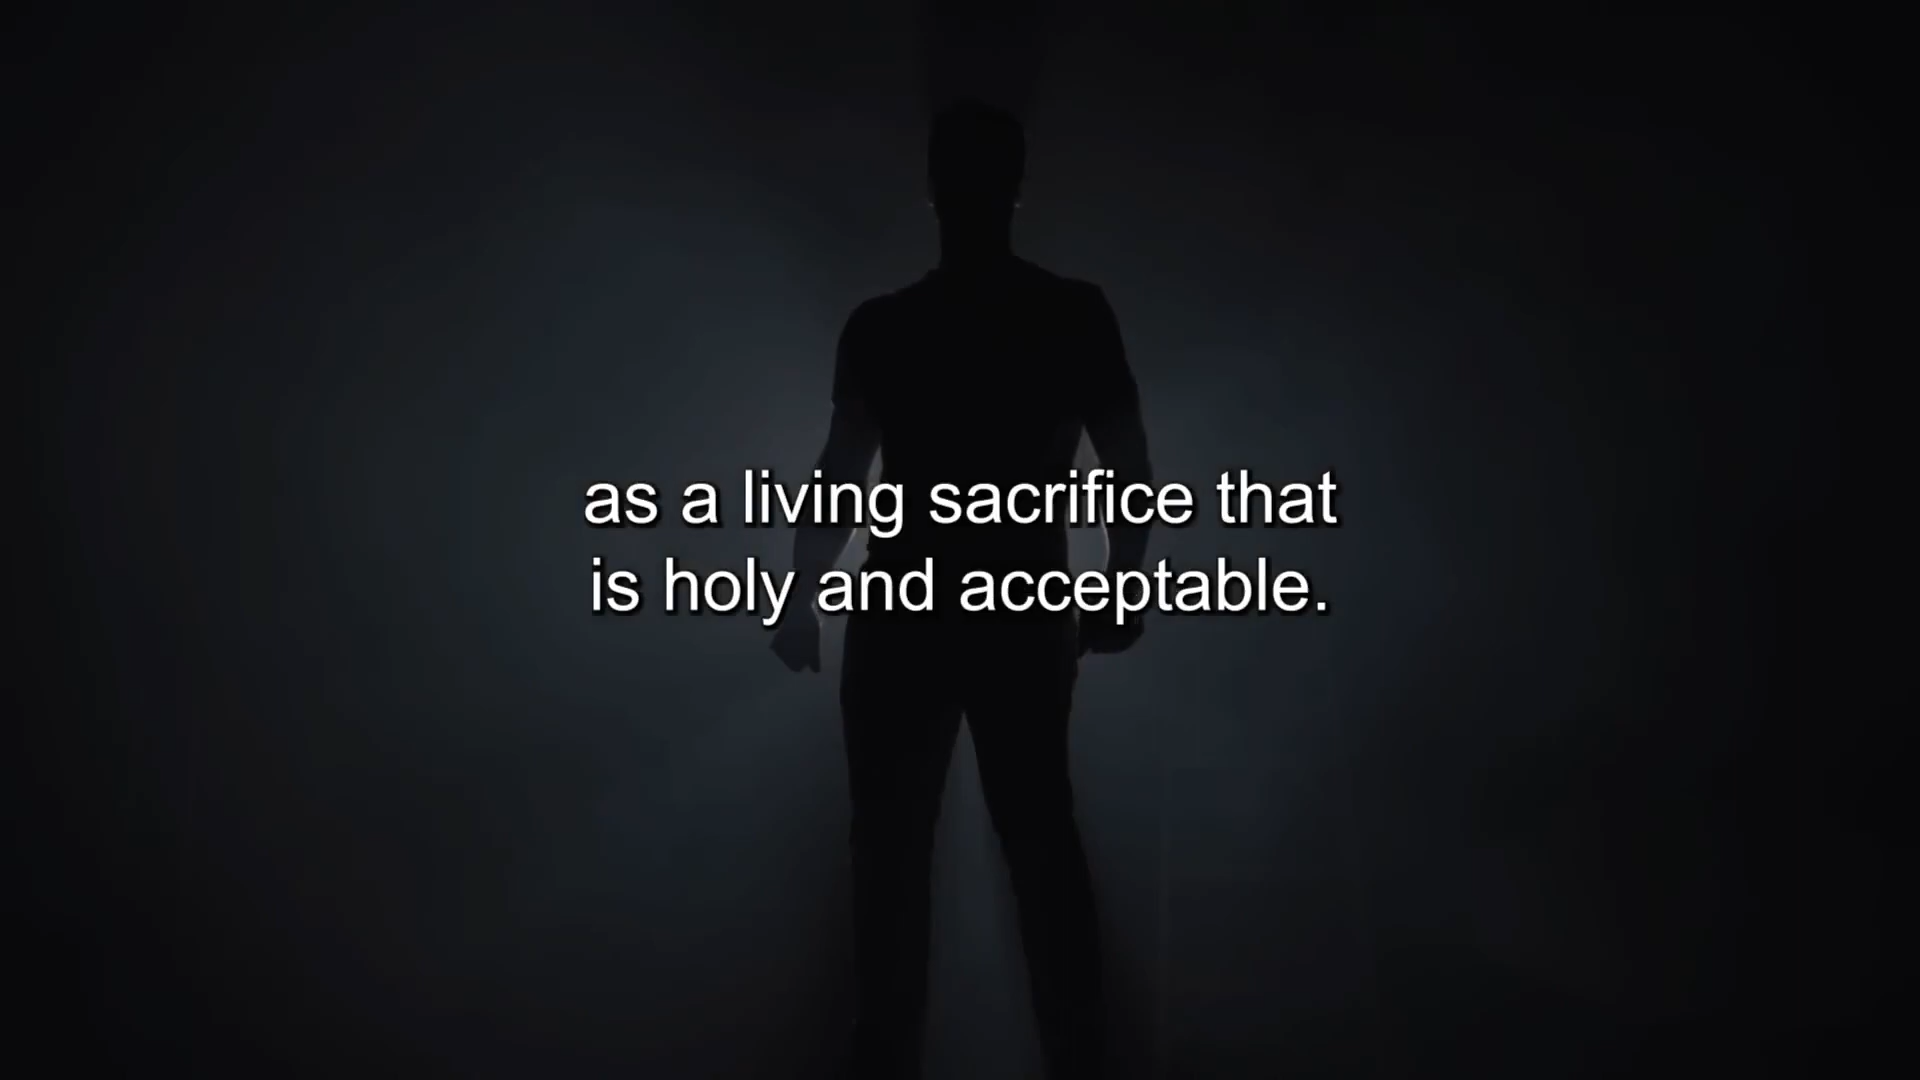 as a living sacrifice that
is holy and acceptable.